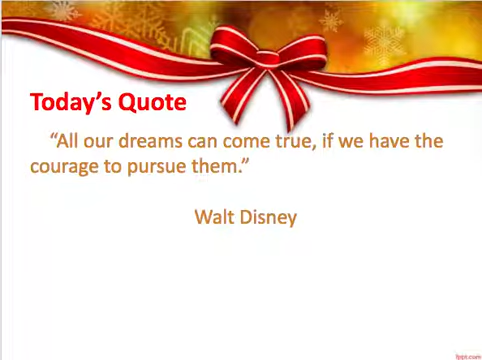 Today’s Quote
“All our dreams can come true, if we have the
courage to pursue them.”
Walt Disney
fppt.com